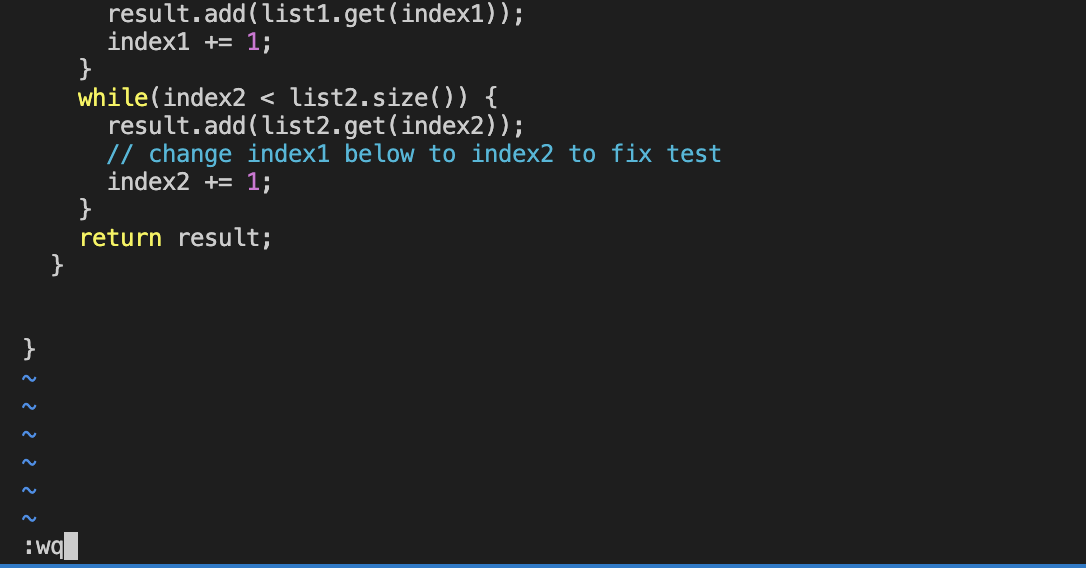 result.add(list1.get(index1));
      index1 += 1;
    }
    while(index2 < list2.size()) {
      result.add(list2.get(index2));
      // change index1 below to index2 to fix test
      index2 += 1;
    }
    return result;
  }
}
~
~
~
~
~
~
:wq